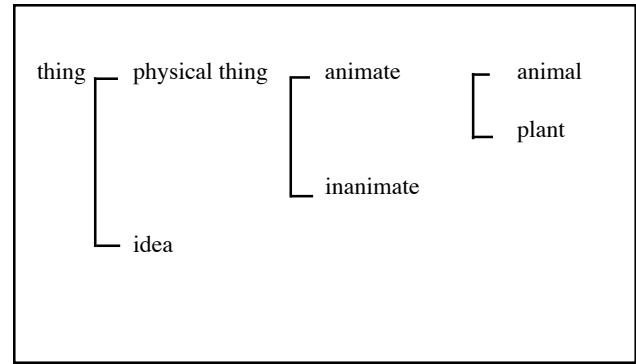 thing physical thing animate animal
plant
inanimate
idea